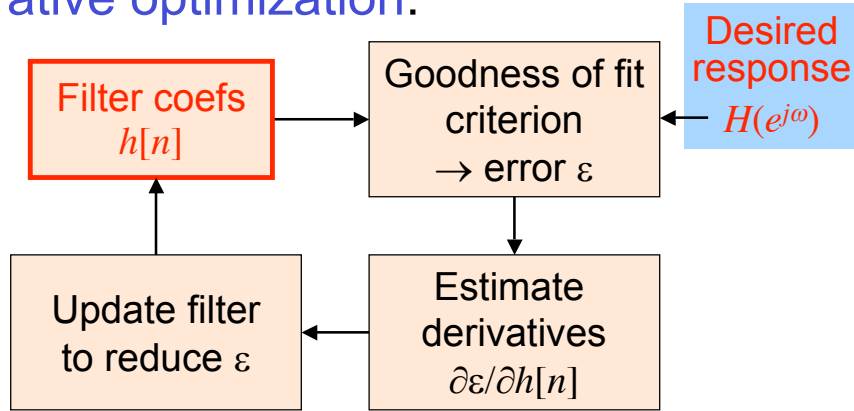 ative optimization.
Desired
response
H(e^{jω})
Filter coefs
h[n]
Goodness of fit
criterion
→ error ε
Update filter
to reduce ε
Estimate
derivatives
∂ε/∂h[n]